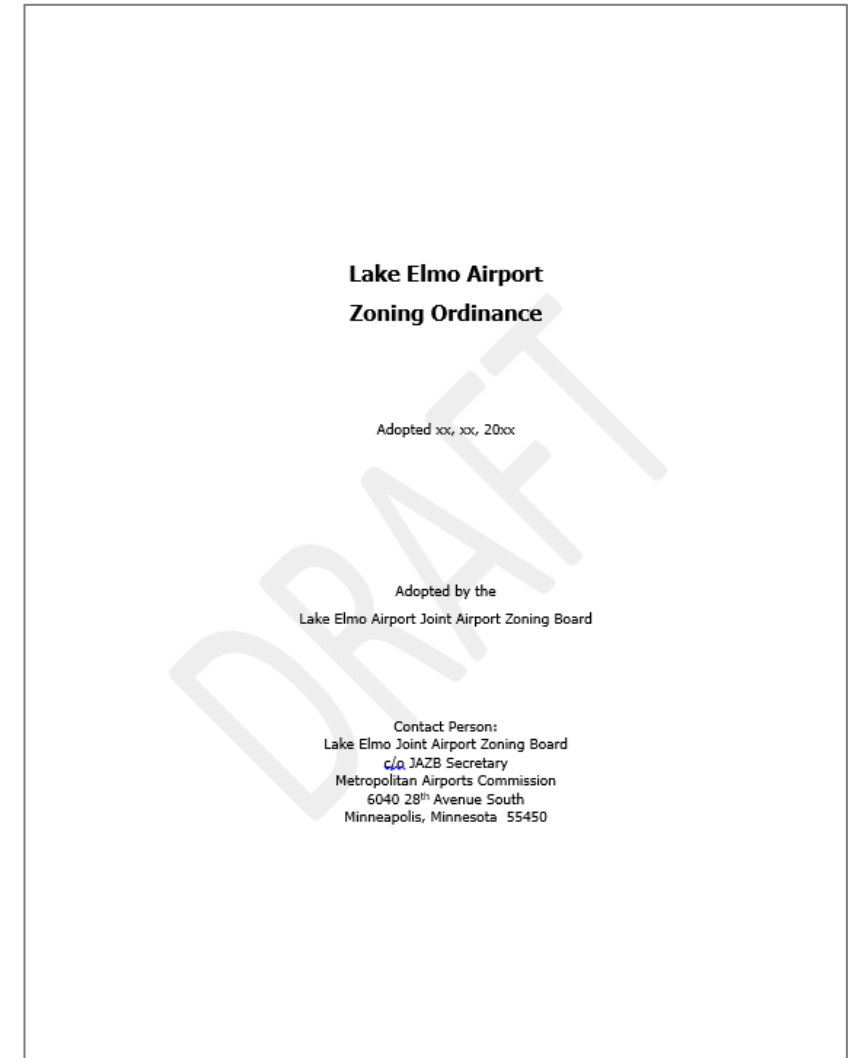 Lake Elmo Airport
Zoning Ordinance
Adopted xx, xx, 20xx
DRAFT
Adopted by the
Lake Elmo Airport Joint Airport Zoning Board
Contact Person:
Lake Elmo Joint Airport Zoning Board
c/o JAZB Secretary
Metropolitan Airports Commission
6040 28th Avenue South
Minneapolis, Minnesota  55450